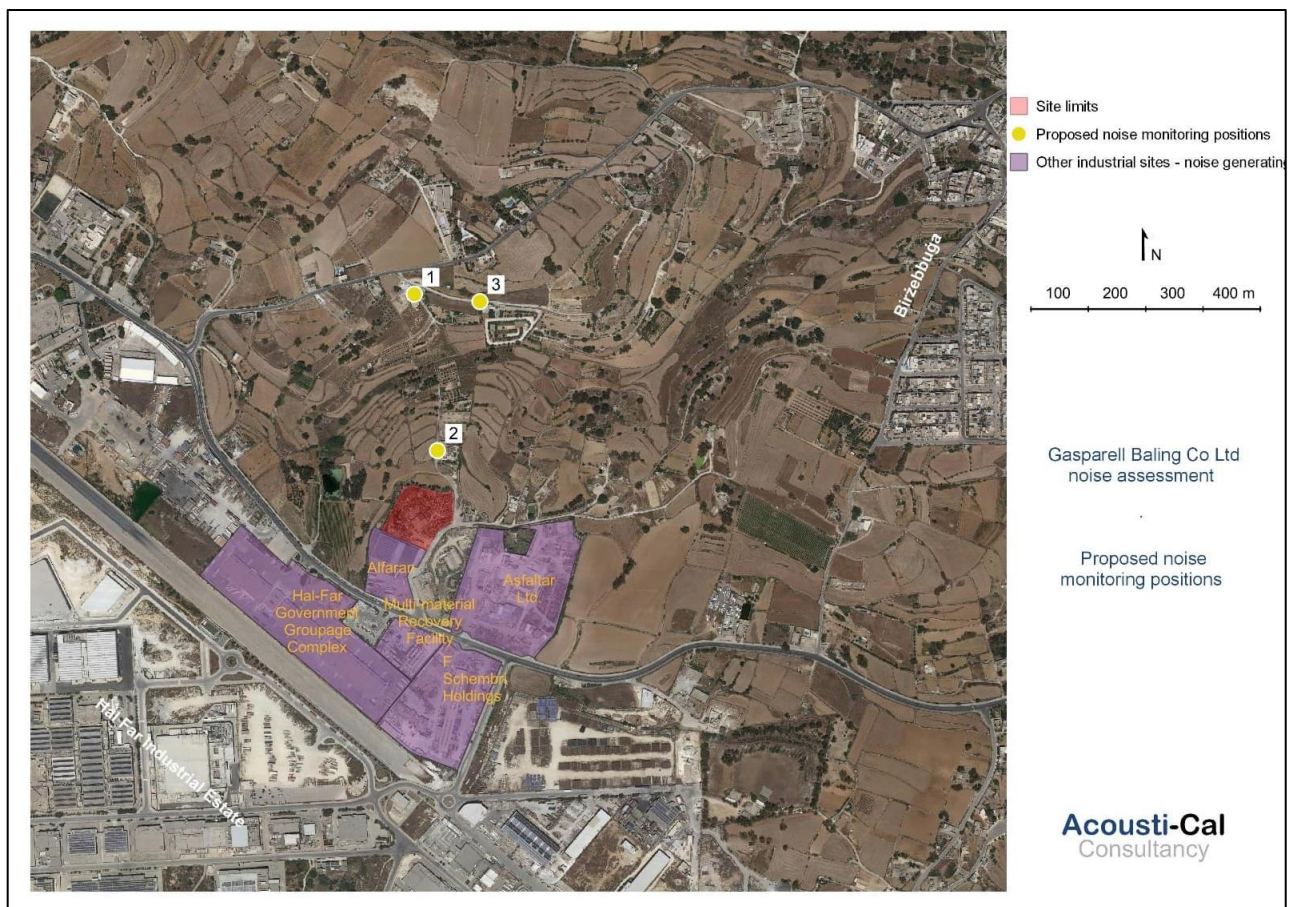 Site limits
Proposed noise monitoring positions
Other industrial sites - noise generating
N
100 200 300 400 m
Gasparell Baling Co Ltd
noise assessment
.
Proposed noise
monitoring positions
Acousti-Cal
Consultancy
1
3
2
Birżebbuġa
Alfaran
Hal-Far
Government
Groupage
Complex
Multi-material
Recovery
Facility
Asfaltar
Ltd
F
Schembri
Holdings
Hal-Far Industrial Estate